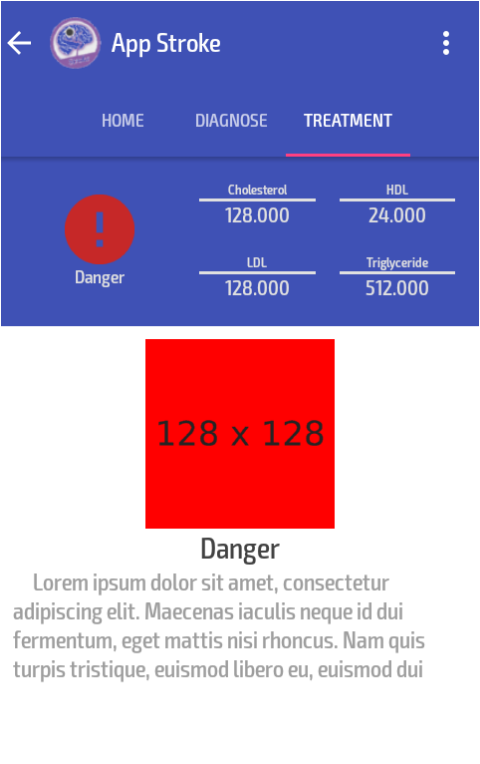 App Stroke
HOME DIAGNOSE TREATMENT
Cholesterol HDL
128.000 24.000
Danger
LDL Triglyceride
128.000 512.000
128 x 128
Danger
Lorem ipsum dolor sit amet, consectetur
adipiscing elit. Maecenas iaculis neque id dui
fermentum, eget mattis nisi rhoncus. Nam quis
turpis tristique, euismod libero eu, euismod dui